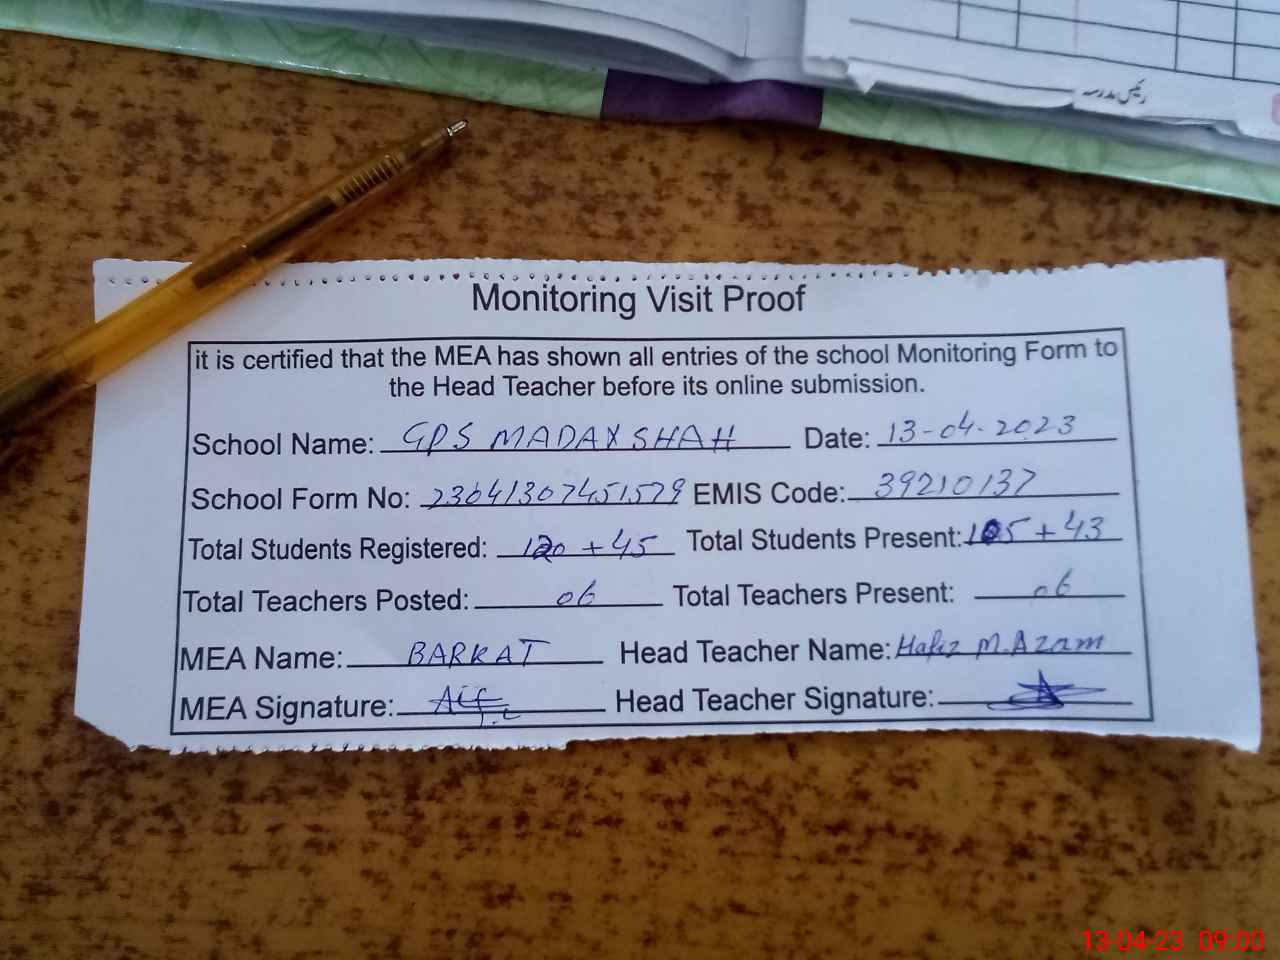 رئیس مدرسہ
Monitoring Visit Proof
it is certified that the MEA has shown all entries of the school Monitoring Form to
the Head Teacher before its online submission.
School Name: GPS MADAX SHAH Date: 13-04-2023
School Form No: 23041307451579 EMIS Code: 39210137
Total Students Registered: 120 + 45 Total Students Present: 105 + 43
Total Teachers Posted: 06 Total Teachers Present: 06
MEA Name: BARKAT Head Teacher Name: Hafiz M.Azam
MEA Signature: Head Teacher Signature:
13-04-23 09:00